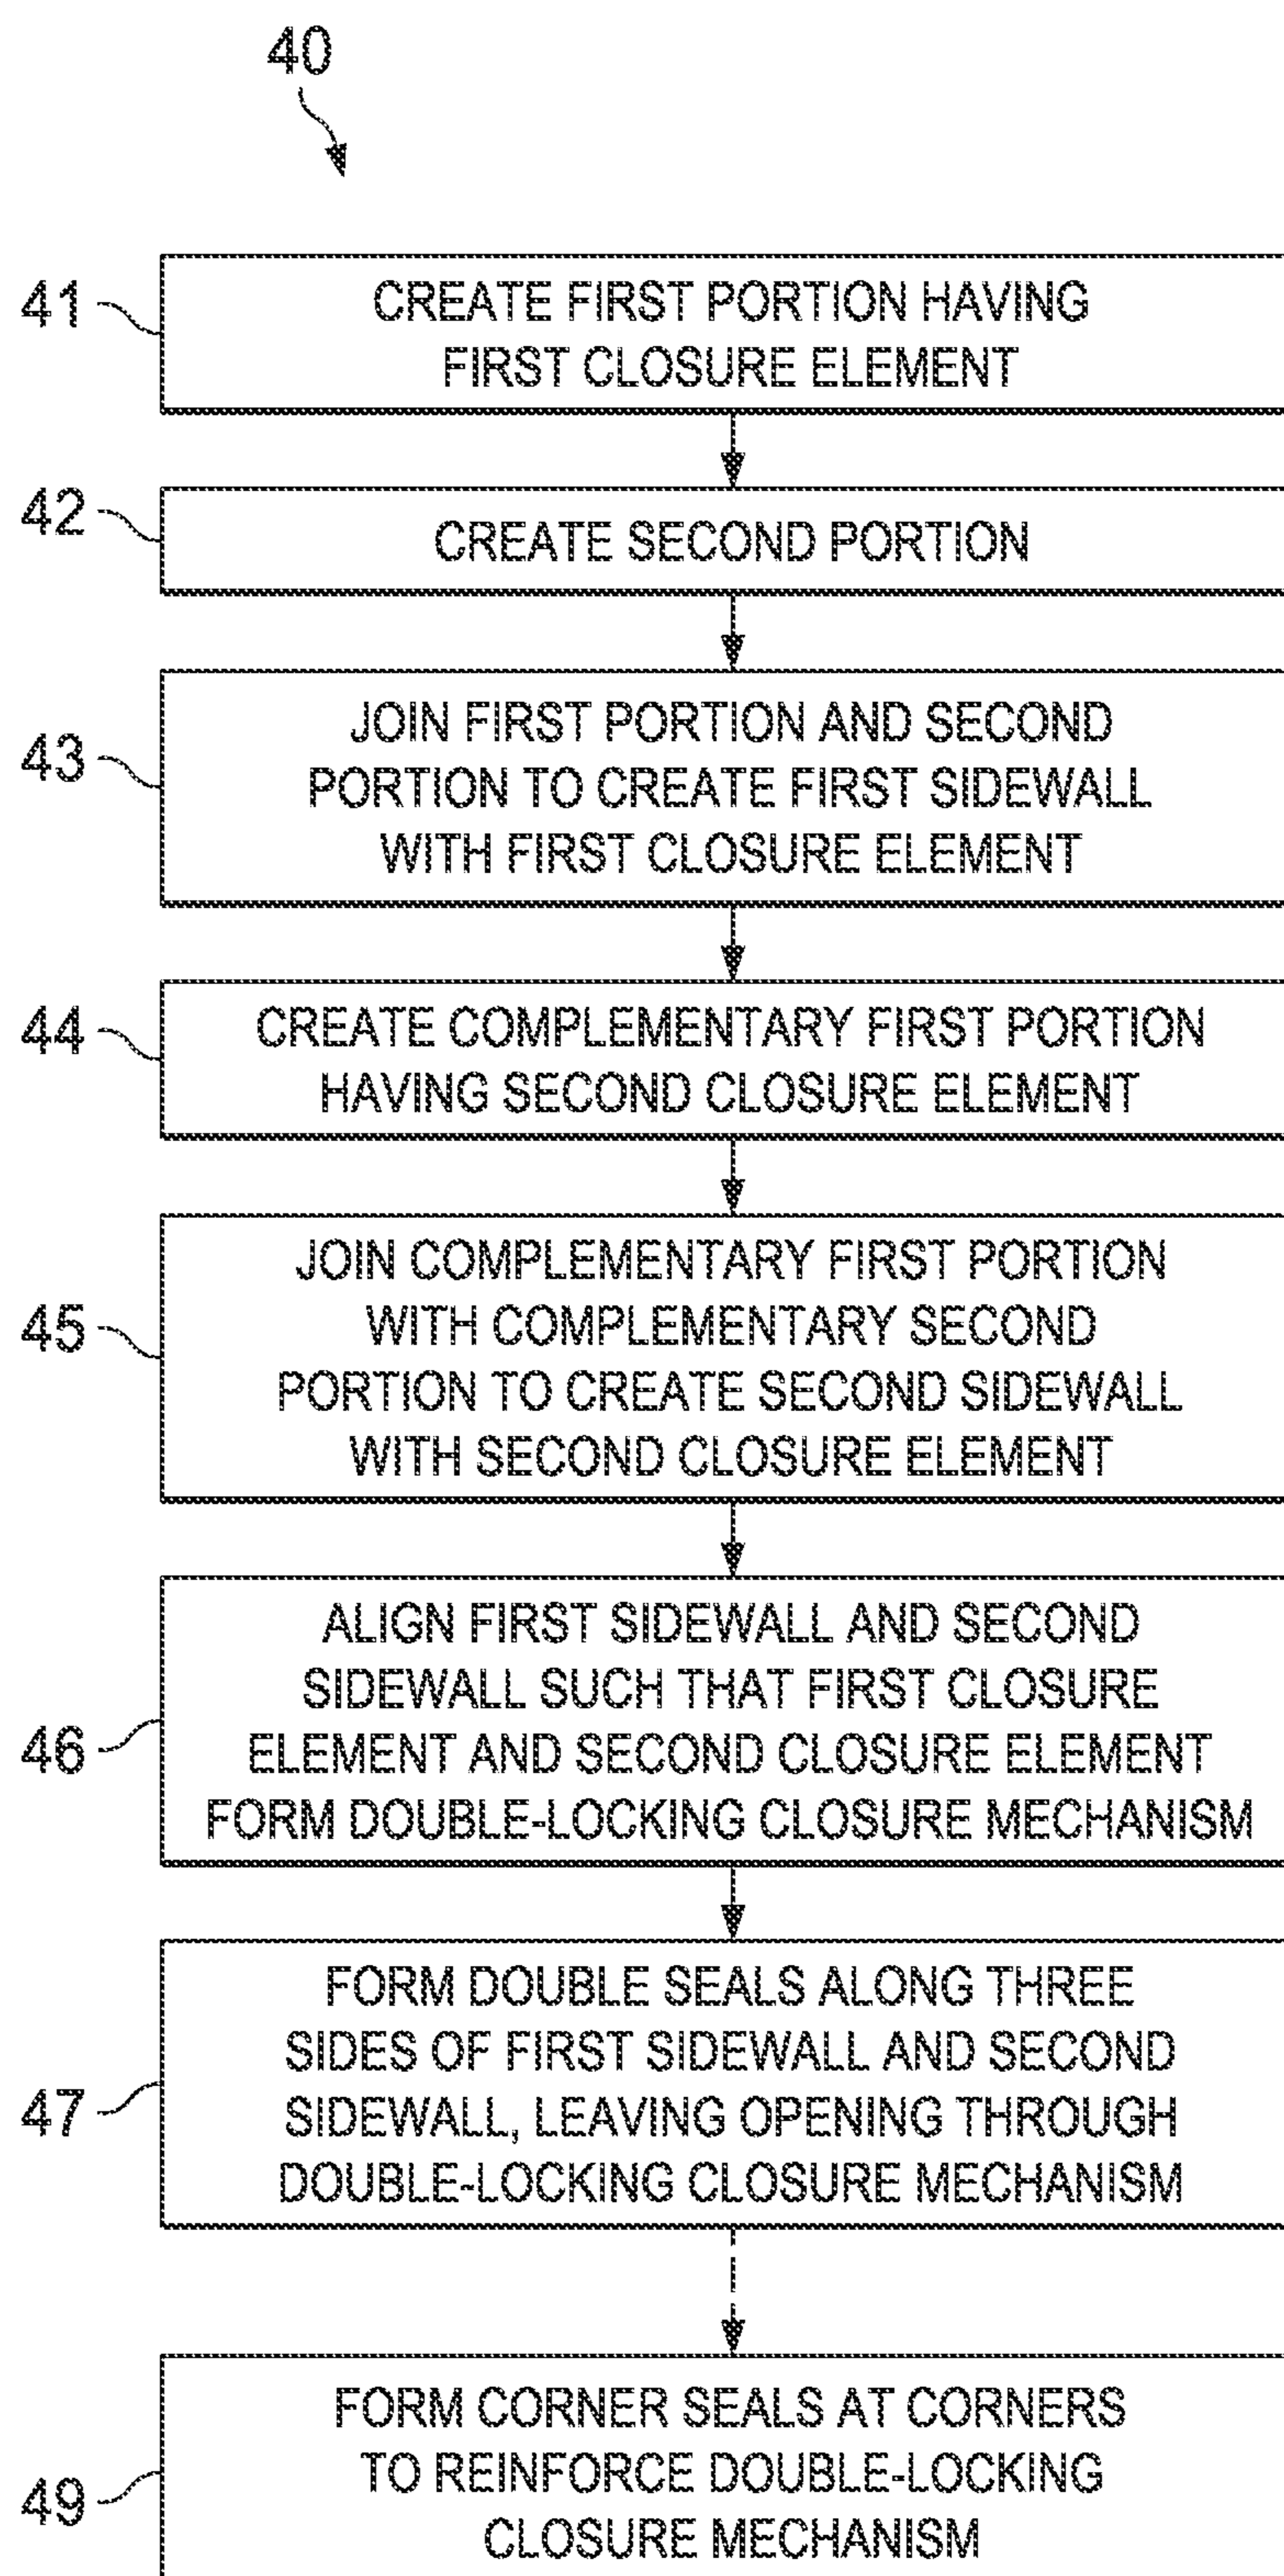 40
41
CREATE FIRST PORTION HAVING
FIRST CLOSURE ELEMENT
42
CREATE SECOND PORTION
43
JOIN FIRST PORTION AND SECOND
PORTION TO CREATE FIRST SIDEWALL
WITH FIRST CLOSURE ELEMENT
44
CREATE COMPLEMENTARY FIRST PORTION
HAVING SECOND CLOSURE ELEMENT
45
JOIN COMPLEMENTARY FIRST PORTION
WITH COMPLEMENTARY SECOND
PORTION TO CREATE SECOND SIDEWALL
WITH SECOND CLOSURE ELEMENT
46
ALIGN FIRST SIDEWALL AND SECOND
SIDEWALL SUCH THAT FIRST CLOSURE
ELEMENT AND SECOND CLOSURE ELEMENT
FORM DOUBLE-LOCKING CLOSURE MECHANISM
47
FORM DOUBLE SEALS ALONG THREE
SIDES OF FIRST SIDEWALL AND SECOND
SIDEWALL, LEAVING OPENING THROUGH
DOUBLE-LOCKING CLOSURE MECHANISM
49
FORM CORNER SEALS AT CORNERS
TO REINFORCE DOUBLE-LOCKING
CLOSURE MECHANISM